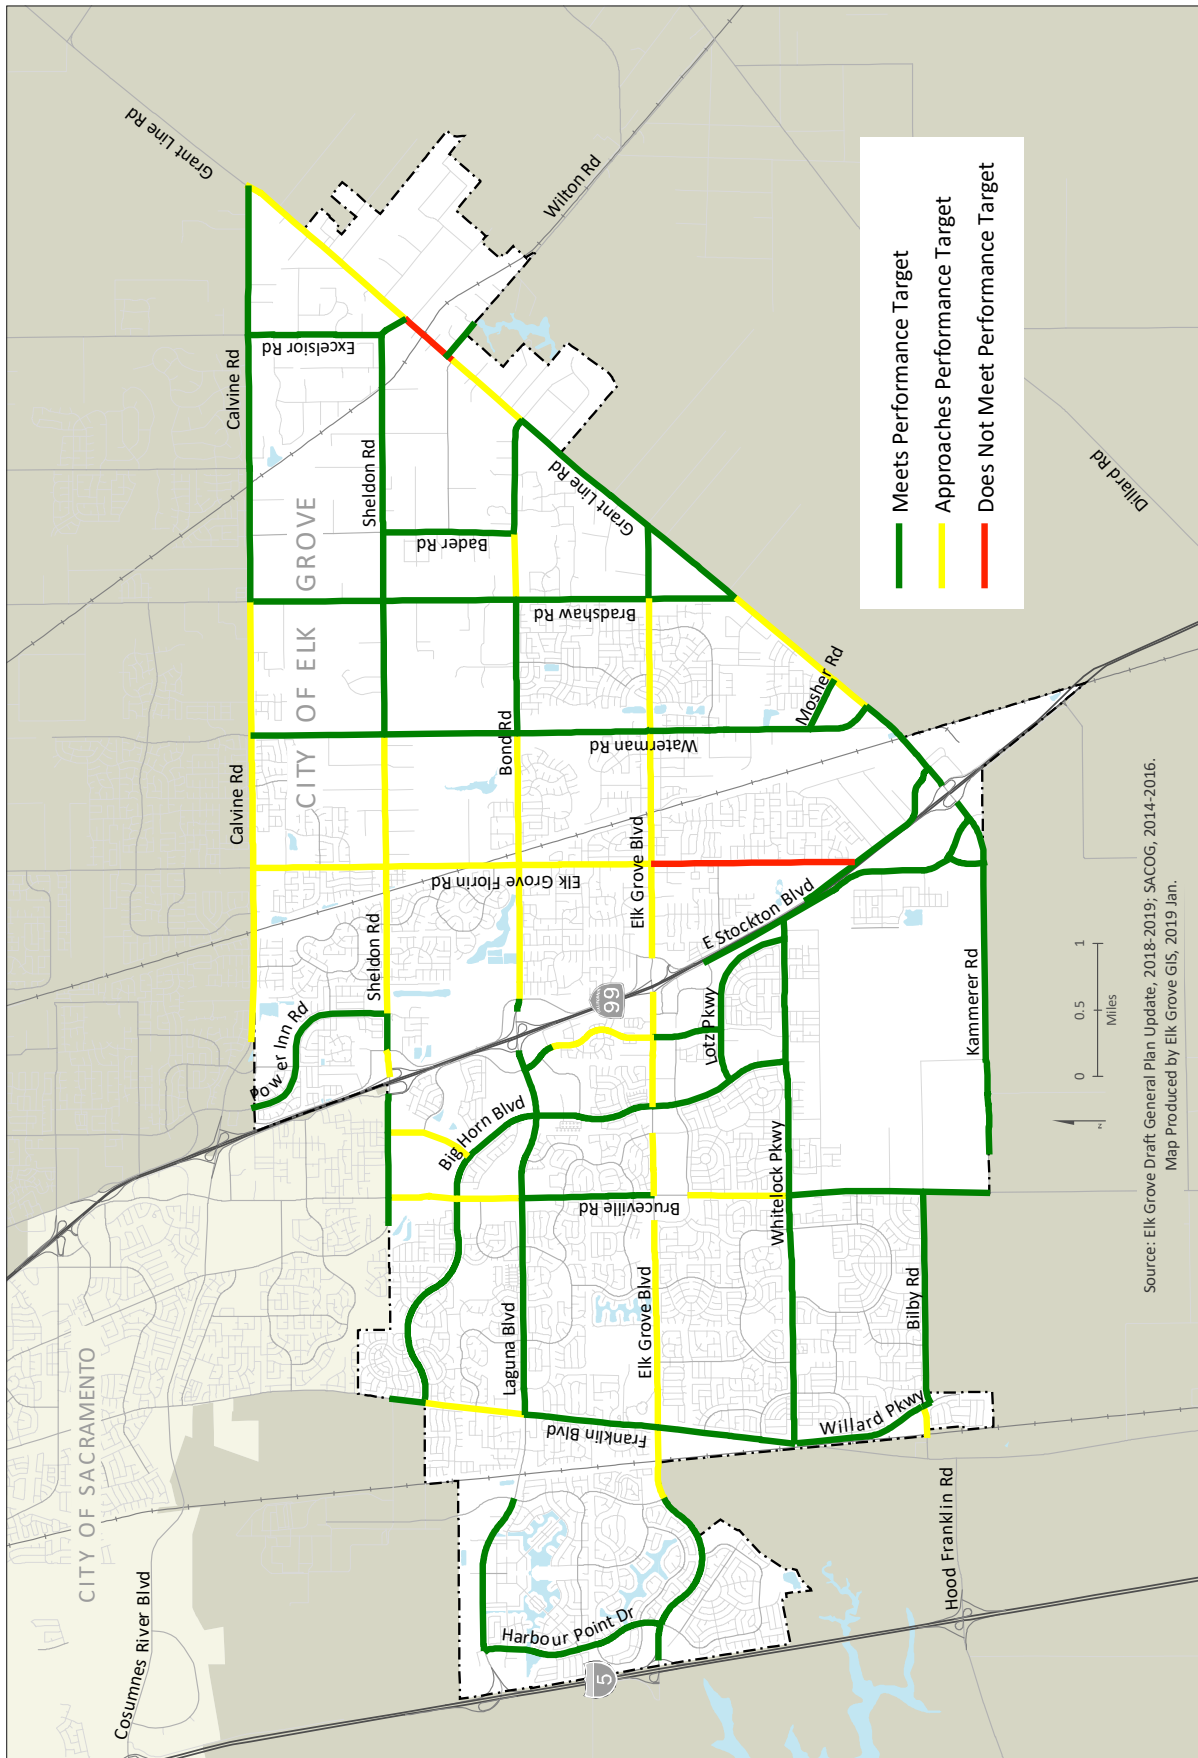 Grant Line Rd
Wilton Rd
Calvine Rd
Excelsior Rd
Sheldon Rd
CITY OF ELK GROVE
Bader Rd
Grant Line Rd
Bradshaw Rd
Dillard Rd
Mosher Rd
Bond Rd
Waterman Rd
Calvine Rd
Elk Grove Florin Rd
Elk Grove Blvd
E Stockton Blvd
Sheldon Rd
Power Inn Rd
99
Lotz Pkwy
Kammerer Rd
Big Horn Blvd
Whitelock Pkwy
Bruceville Rd
Laguna Blvd
Elk Grove Blvd
Bilby Rd
Franklin Blvd
Willard Pkwy
CITY OF SACRAMENTO
Cosumnes River Blvd
Harbour Point Dr
Hood Franklin Rd
5
Meets Performance Target
Approaches Performance Target
Does Not Meet Performance Target
0 0.5 1
Miles
N
Source: Elk Grove Draft General Plan Update, 2018-2019; SACOG, 2014-2016.
Map Produced by Elk Grove GIS, 2019 Jan.